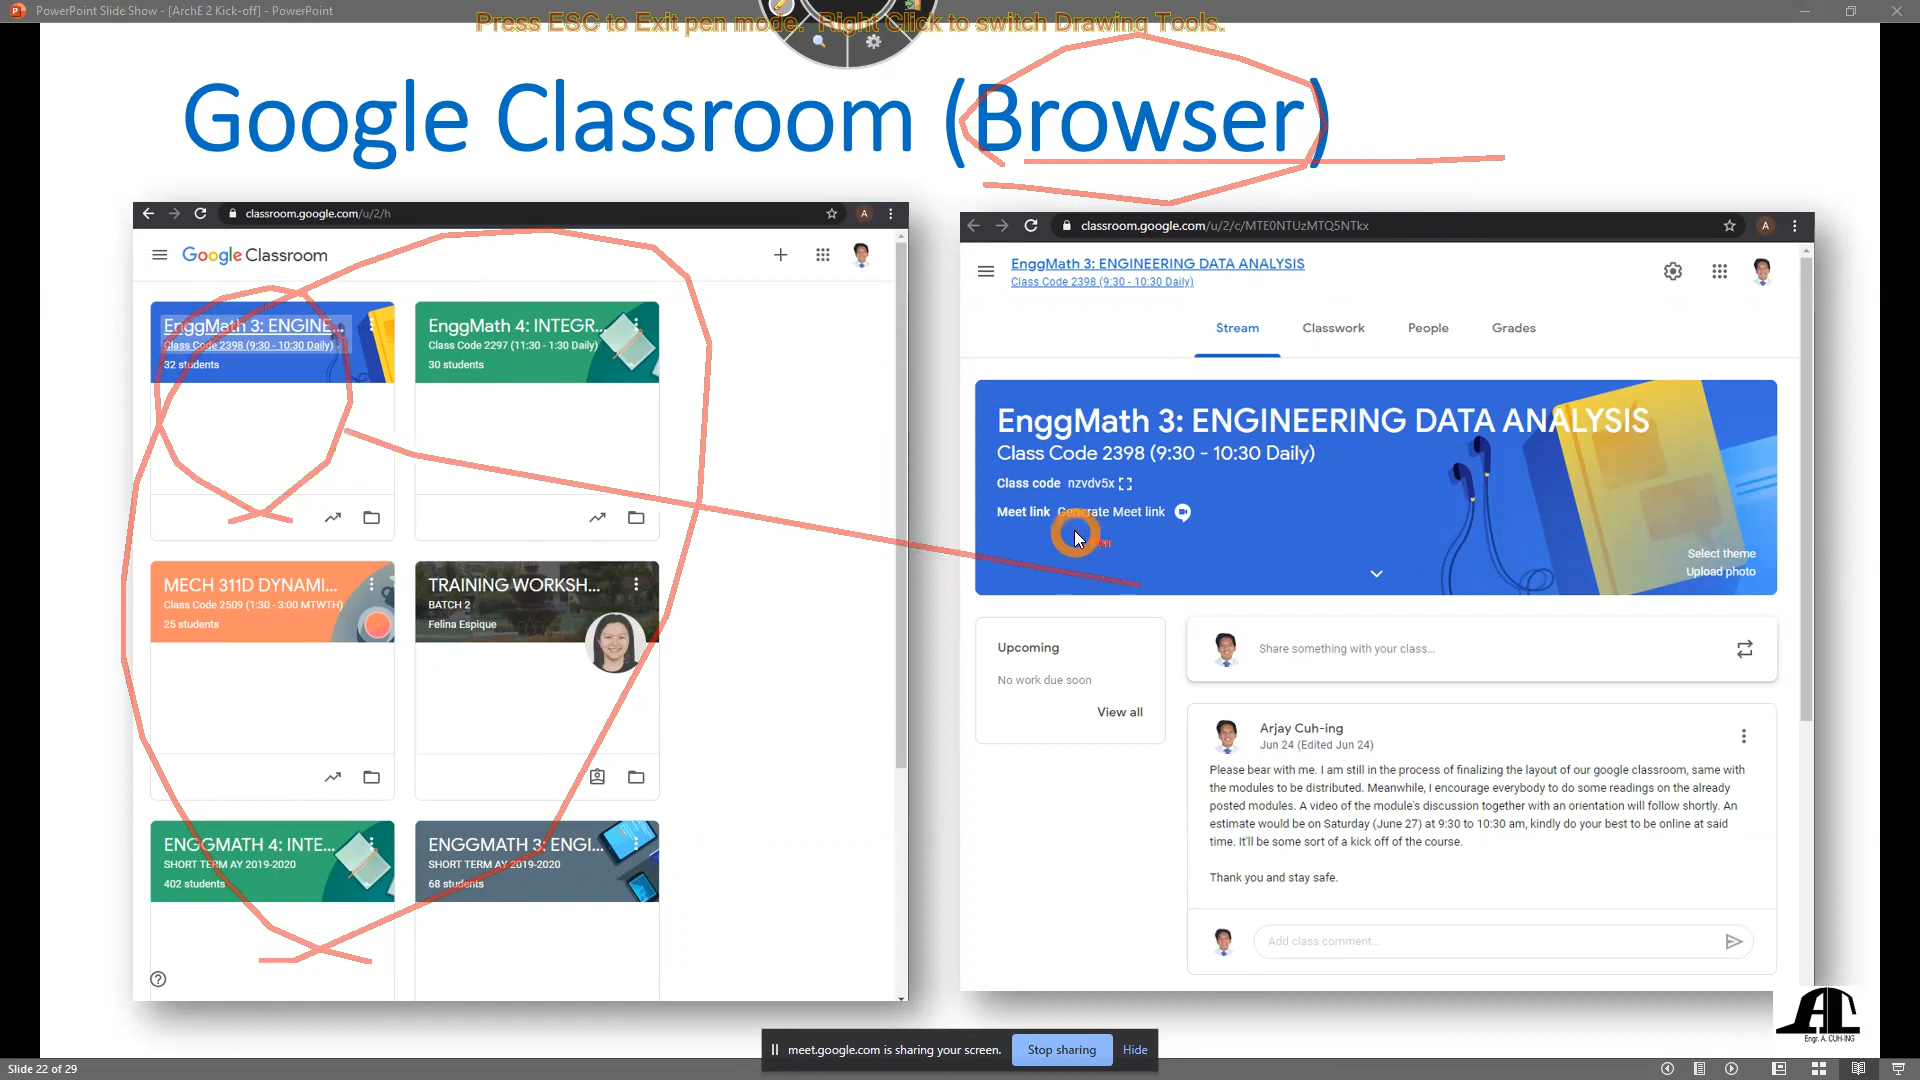 PowerPoint Slide Show - [ArchE 2 Kick-off] - PowerPoint
Press ESC to Exit pen mode. Right Click to switch Drawing Tools.
Google Classroom (Browser)
classroom.google.com/u/2/h
A
Google Classroom
EnggMath 3: ENGINE...
Class Code 2398 (9:30 - 10:30 Daily) -
32 students
EnggMath 4: INTEGR...
Class Code 2297 (11:30 - 1:30 Daily)
30 students
MECH 311D DYNAMI...
Class Code 2509 (1:30 - 3:00 MTWTH)
25 students
TRAINING WORKSH...
BATCH 2
Felina Espique
ENGGMATH 4: INTE...
SHORT TERM AY 2019-2020
402 students
ENGGMATH 3: ENGI...
SHORT TERM AY 2019-2020
68 students
classroom.google.com/u/2/c/MTE0NTUzMTQ5NTkx
A
EnggMath 3: ENGINEERING DATA ANALYSIS
Class Code 2398 (9:30 - 10:30 Daily)
Stream Classwork People Grades
EnggMath 3: ENGINEERING DATA ANALYSIS
Class Code 2398 (9:30 - 10:30 Daily)
Class code nzvdv5x
Meet link Generate Meet link
Select theme
Upload photo
Upcoming
No work due soon
View all
Share something with your class...
Arjay Cuh-ing
Jun 24 (Edited Jun 24)
Please bear with me. I am still in the process of finalizing the layout of our google classroom, same with
the modules to be distributed. Meanwhile, I encourage everybody to do some readings on the already
posted modules. A video of the module's discussion together with an orientation will follow shortly. An
estimate would be on Saturday (June 27) at 9:30 to 10:30 am, kindly do your best to be online at said
time. It'll be some sort of a kick off of the course.
Thank you and stay safe.
Add class comment...
Engr. A. CUH-ING
meet.google.com is sharing your screen. Stop sharing Hide
Slide 22 of 29